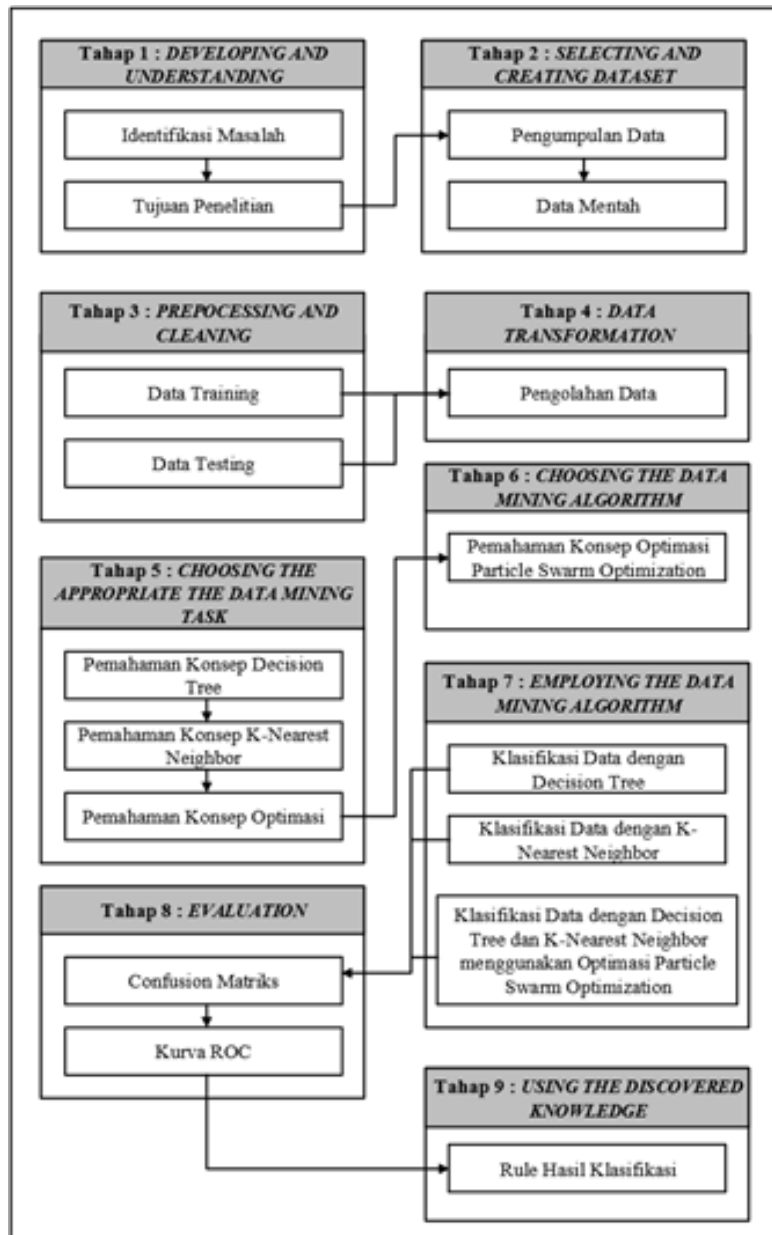 Tahap 1 : DEVELOPING AND
UNDERSTANDING
Identifikasi Masalah
Tujuan Penelitian
Tahap 2 : SELECTING AND
CREATING DATASET
Pengumpulan Data
Data Mentah
Tahap 3 : PREPOCESSING AND
CLEANING
Data Training
Data Testing
Tahap 4 : DATA
TRANSFORMATION
Pengolahan Data
Tahap 5 : CHOOSING THE
APPROPRIATE THE DATA MINING
TASK
Pemahaman Konsep Decision
Tree
Pemahaman Konsep K-Nearest
Neighbor
Pemahaman Konsep Optimasi
Tahap 6 : CHOOSING THE DATA
MINING ALGORITHM
Pemahaman Konsep Optimasi
Particle Swarm Optimization
Tahap 7 : EMPLOYING THE DATA
MINING ALGORITHM
Klasifikasi Data dengan
Decision Tree
Klasifikasi Data dengan K-
Nearest Neighbor
Klasifikasi Data dengan Decision
Tree dan K-Nearest Neighbor
menggunakan Optimasi Particle
Swarm Optimization
Tahap 8 : EVALUATION
Confusion Matriks
Kurva ROC
Tahap 9 : USING THE DISCOVERED
KNOWLEDGE
Rule Hasil Klasifikasi